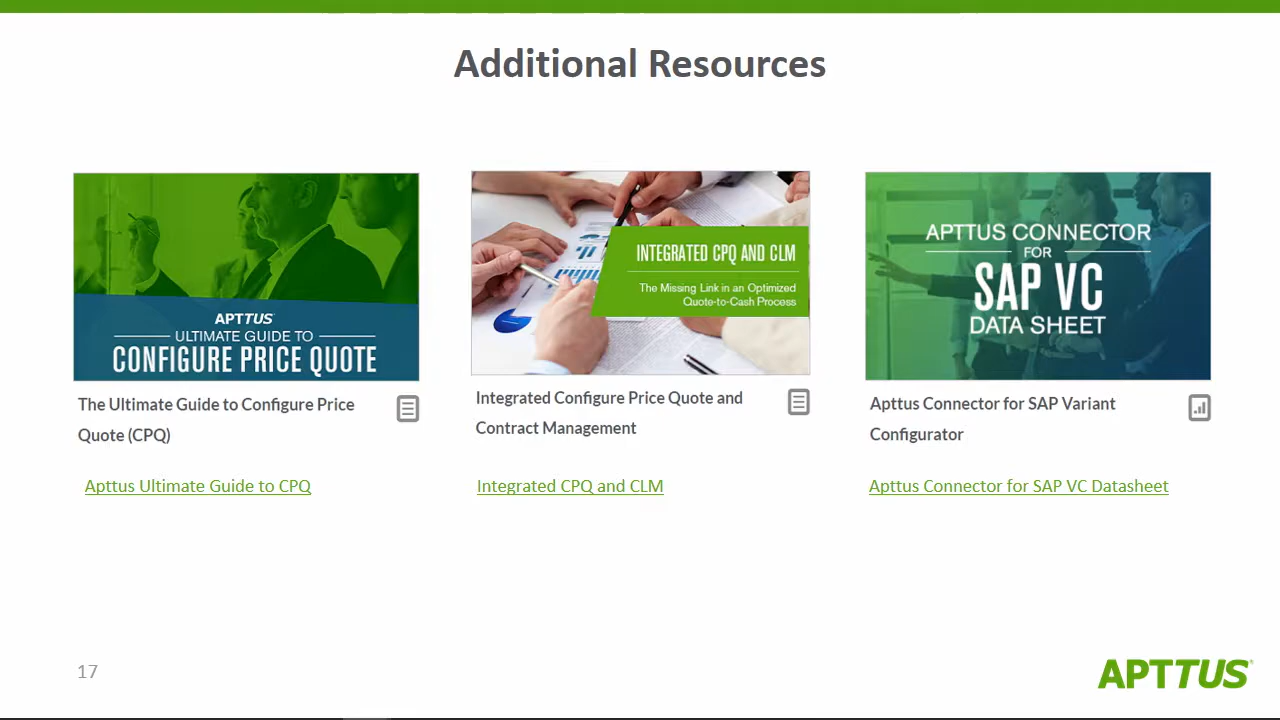 Additional Resources
APTTUS
ULTIMATE GUIDE TO
CONFIGURE PRICE QUOTE
The Ultimate Guide to Configure Price
Quote (CPQ)
Apttus Ultimate Guide to CPQ
INTEGRATED CPQ AND CLM
The Missing Link in an Optimized
Quote-to-Cash Process
Integrated Configure Price Quote and
Contract Management
Integrated CPQ and CLM
APTTUS CONNECTOR
FOR
SAP VC
DATA SHEET
Apttus Connector for SAP Variant
Configurator
Apttus Connector for SAP VC Datasheet
17
APTTUS